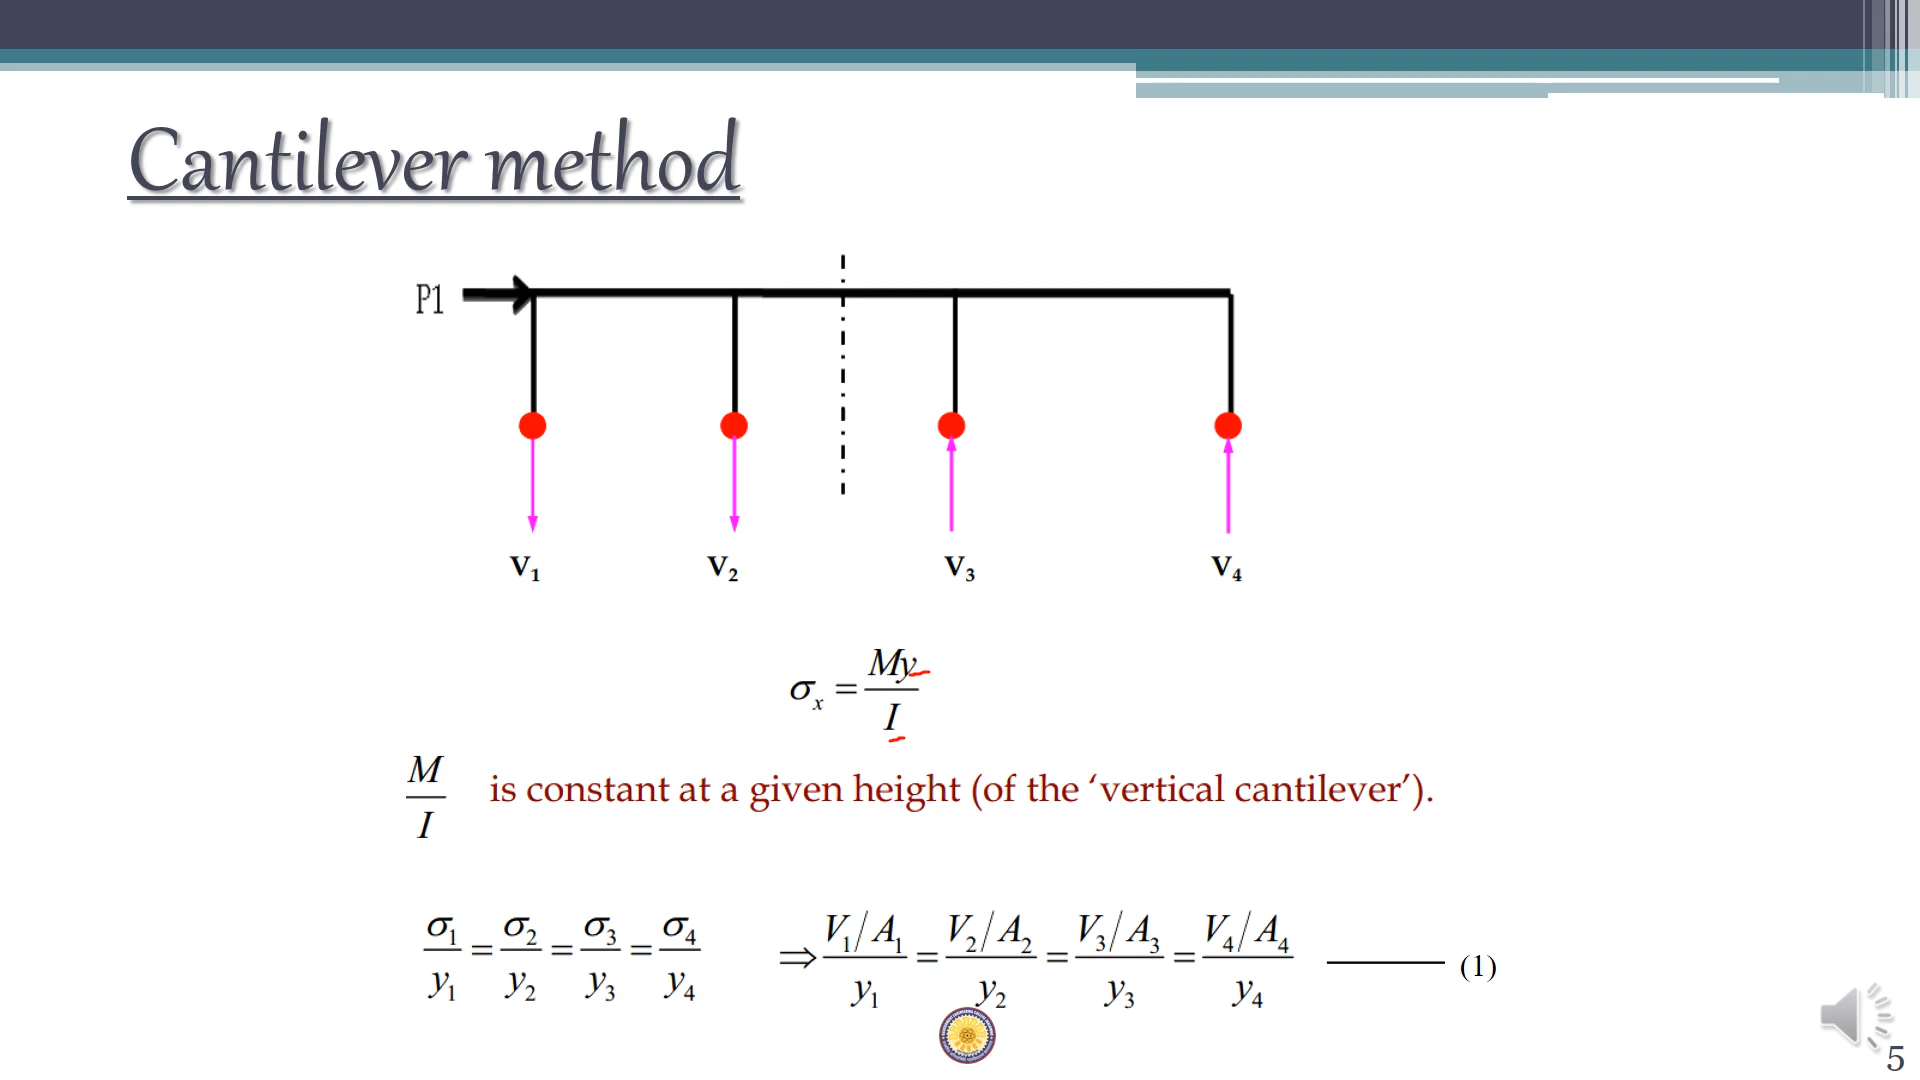 Cantilever method
P1
V₁ V₂ V₃ V₄
σₓ = My / I
M / I is constant at a given height (of the ‘vertical cantilever’).
σ₁/y₁ = σ₂/y₂ = σ₃/y₃ = σ₄/y₄ ⇒ (V₁/A₁)/y₁ = (V₂/A₂)/y₂ = (V₃/A₃)/y₃ = (V₄/A₄)/y₄ ——— (1)
5